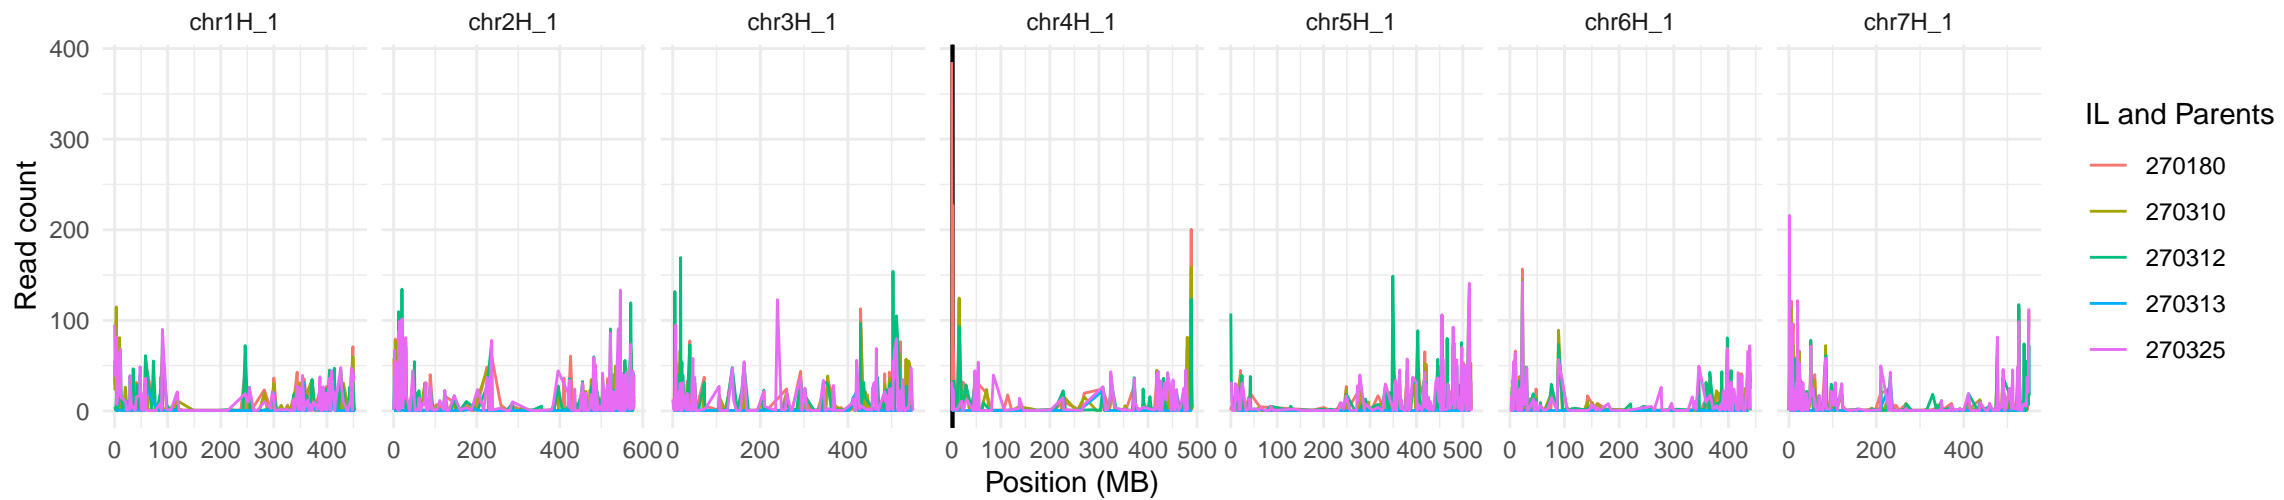 chr1H_1 chr2H_1 chr3H_1 chr4H_1 chr5H_1 chr6H_1 chr7H_1
400
300
200
100
0
Read count
0 100 200 300 400 0 200 400 600 0 200 400 0 100 200 300 400 500 0 100 200 300 400 500 0 100 200 300 400 0 200 400
Position (MB)
IL and Parents
270180
270310
270312
270313
270325